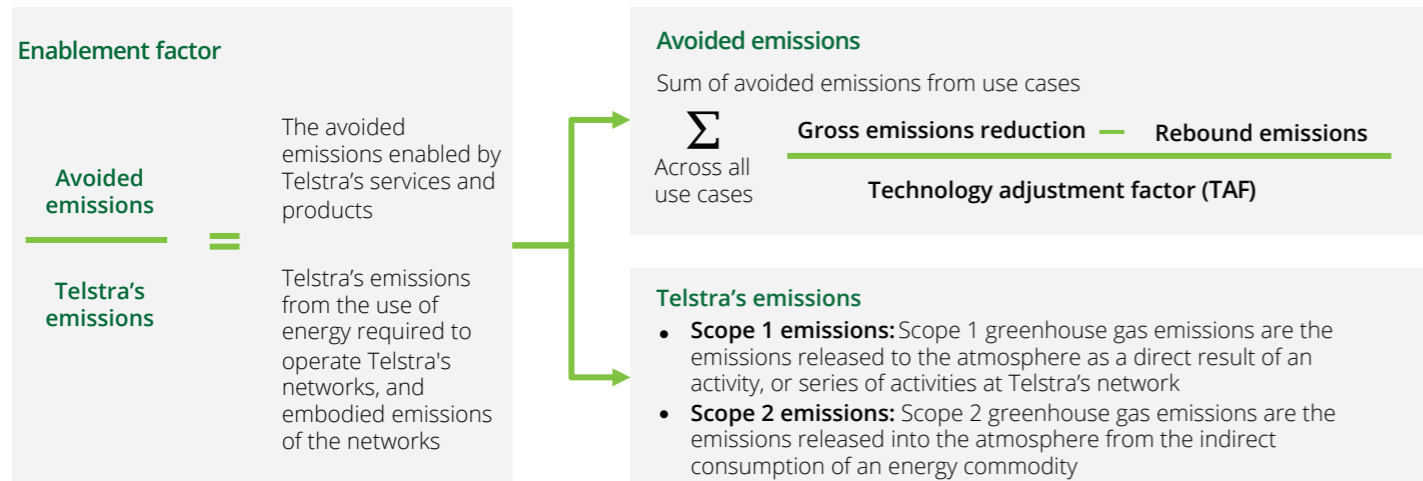 Enablement factor
Avoided
emissions
Telstra's
emissions
=
The avoided
emissions enabled by
Telstra's services and
products
Telstra's emissions
from the use of
energy required to
operate Telstra's
networks, and
embodied emissions
of the networks
Avoided emissions
Sum of avoided emissions from use cases
Σ
Across all
use cases
Gross emissions reduction — Rebound emissions
Technology adjustment factor (TAF)
Telstra's emissions
• Scope 1 emissions: Scope 1 greenhouse gas emissions are the
emissions released to the atmosphere as a direct result of an
activity, or series of activities at Telstra's network
• Scope 2 emissions: Scope 2 greenhouse gas emissions are the
emissions released into the atmosphere from the indirect
consumption of an energy commodity